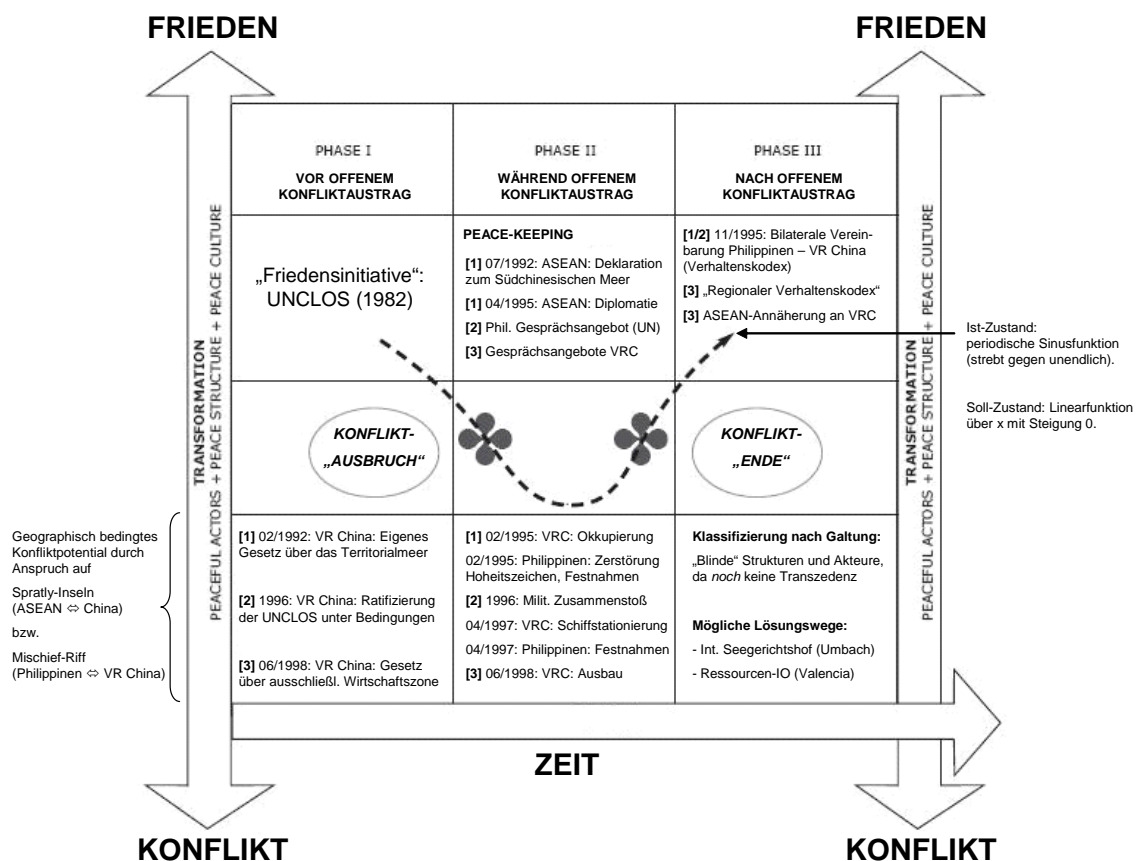 FRIEDEN
FRIEDEN
PHASE I
VOR OFFENEM
KONFLIKTAUSTRAG
PHASE II
WÄHREND OFFENEM
KONFLIKTAUSTRAG
PHASE III
NACH OFFENEM
KONFLIKTAUSTRAG
„Friedensinitiative“:
UNCLOS (1982)
PEACE-KEEPING
[1] 07/1992: ASEAN: Deklaration
zum Südchinesischen Meer
[1] 04/1995: ASEAN: Diplomatie
[2] Phil. Gesprächsangebot (UN)
[3] Gesprächsangebote VRC
[1/2] 11/1995: Bilaterale Verein-
barung Philippinen – VR China
(Verhaltenskodex)
[3] „Regionaler Verhaltenskodex“
[3] ASEAN-Annäherung an VRC
Ist-Zustand:
periodische Sinusfunktion
(strebt gegen unendlich).
Soll-Zustand: Linearfunktion
über x mit Steigung 0.
TRANSFORMATION
PEACEFUL ACTORS + PEACE STRUCTURE + PEACE CULTURE
TRANSFORMATION
PEACEFUL ACTORS + PEACE STRUCTURE + PEACE CULTURE
KONFLIKT-
„AUSBRUCH“
KONFLIKT-
„ENDE“
Geographisch bedingtes
Konfliktpotential durch
Anspruch auf
Spratly-Inseln
(ASEAN ⇔ China)
bzw.
Mischief-Riff
(Philippinen ⇔ VR China)
[1] 02/1992: VR China: Eigenes
Gesetz über das Territorialmeer
[2] 1996: VR China: Ratifizierung
der UNCLOS unter Bedingungen
[3] 06/1998: VR China: Gesetz
über ausschließl. Wirtschaftszone
[1] 02/1995: VRC: Okkupierung
02/1995: Philippinen: Zerstörung
Hoheitszeichen, Festnahmen
[2] 1996: Milit. Zusammenstoß
04/1997: VRC: Schiffstationierung
04/1997: Philippinen: Festnahmen
[3] 06/1998: VRC: Ausbau
Klassifizierung nach Galtung:
„Blinde“ Strukturen und Akteure,
da noch keine Transzedenz
Mögliche Lösungswege:
- Int. Seegerichtshof (Umbach)
- Ressourcen-IO (Valencia)
ZEIT
KONFLIKT
KONFLIKT